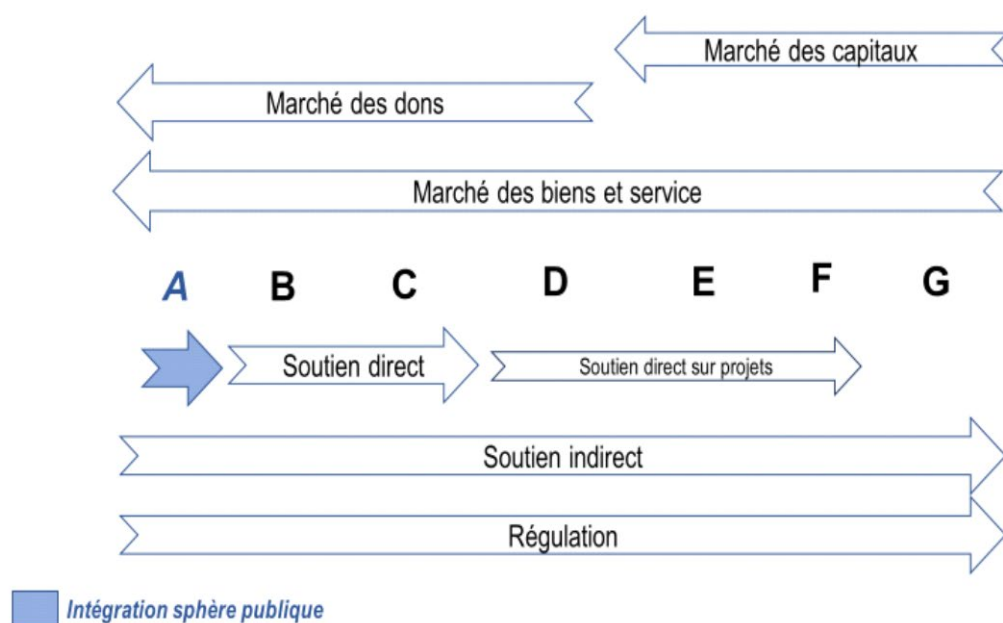 Marché des capitaux
Marché des dons
Marché des biens et service
A B C D E F G
Soutien direct
Soutien direct sur projets
Soutien indirect
Régulation
Intégration sphère publique